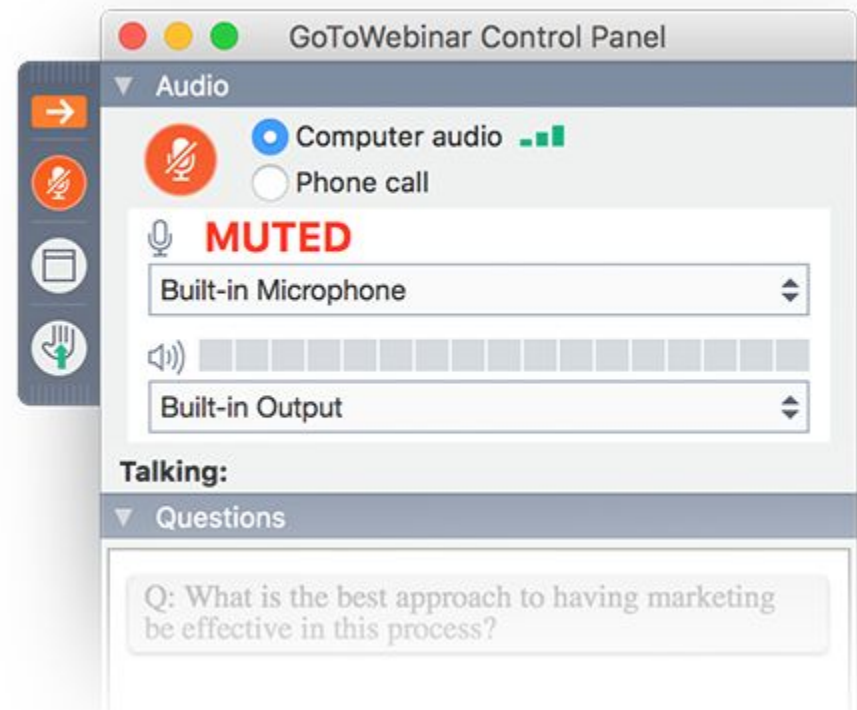 GoToWebinar Control Panel
Audio
Computer audio
Phone call
MUTED
Built-in Microphone
Built-in Output
Talking:
Questions
Q: What is the best approach to having marketing
be effective in this process?